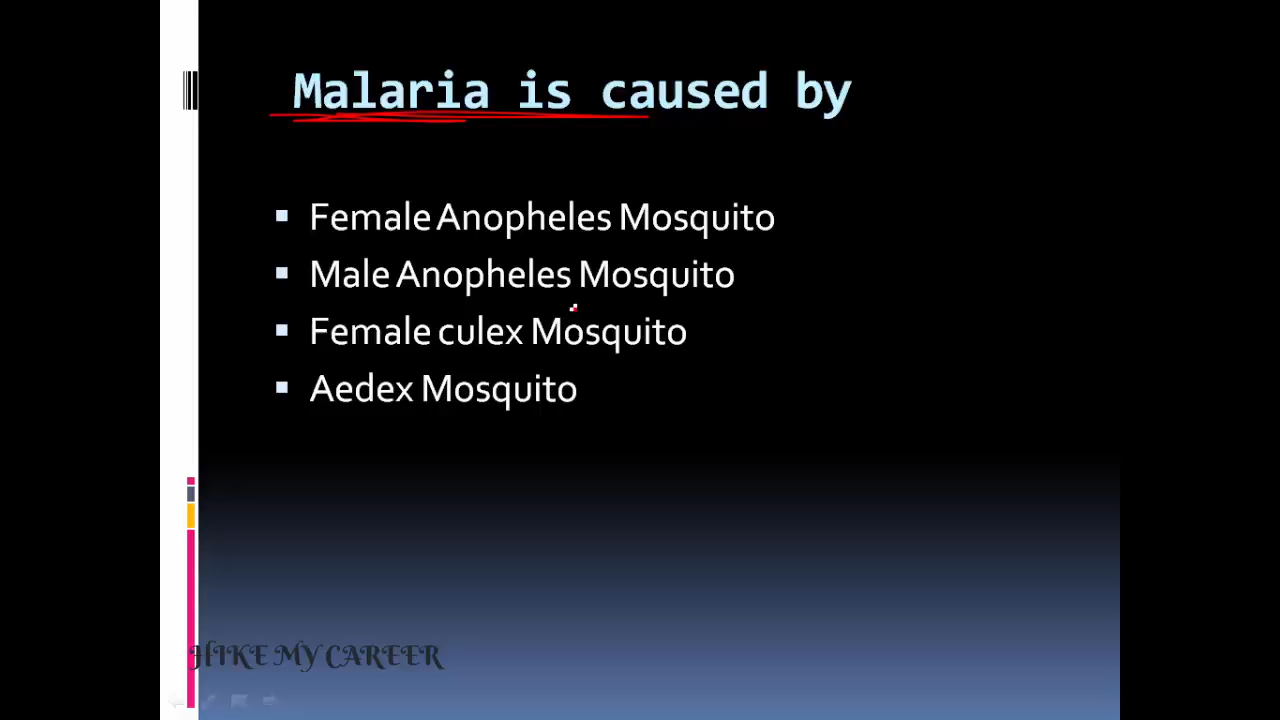 Malaria is caused by
Female Anopheles Mosquito
Male Anopheles Mosquito
Female culex Mosquito
Aedex Mosquito
HIKE MY CAREER